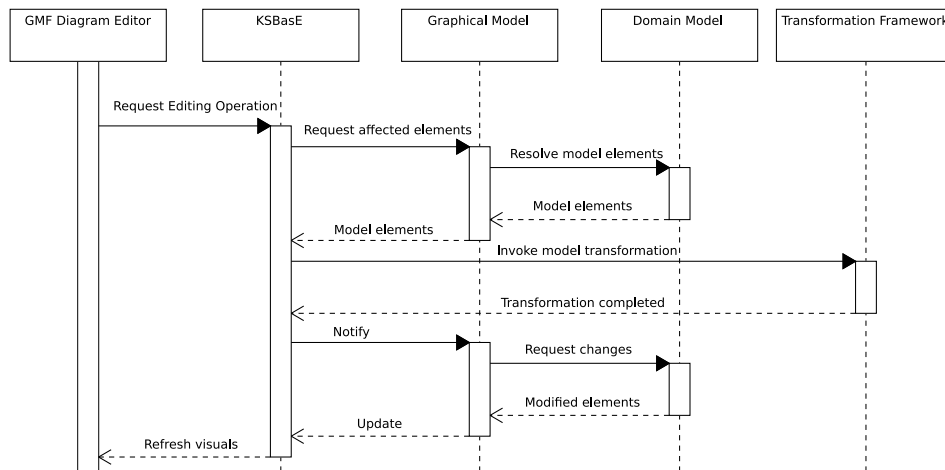 GMF Diagram Editor
KSBasE
Graphical Model
Domain Model
Transformation Framework
Request Editing Operation
Request affected elements
Resolve model elements
Model elements
Model elements
Invoke model transformation
Transformation completed
Notify
Request changes
Modified elements
Update
Refresh visuals